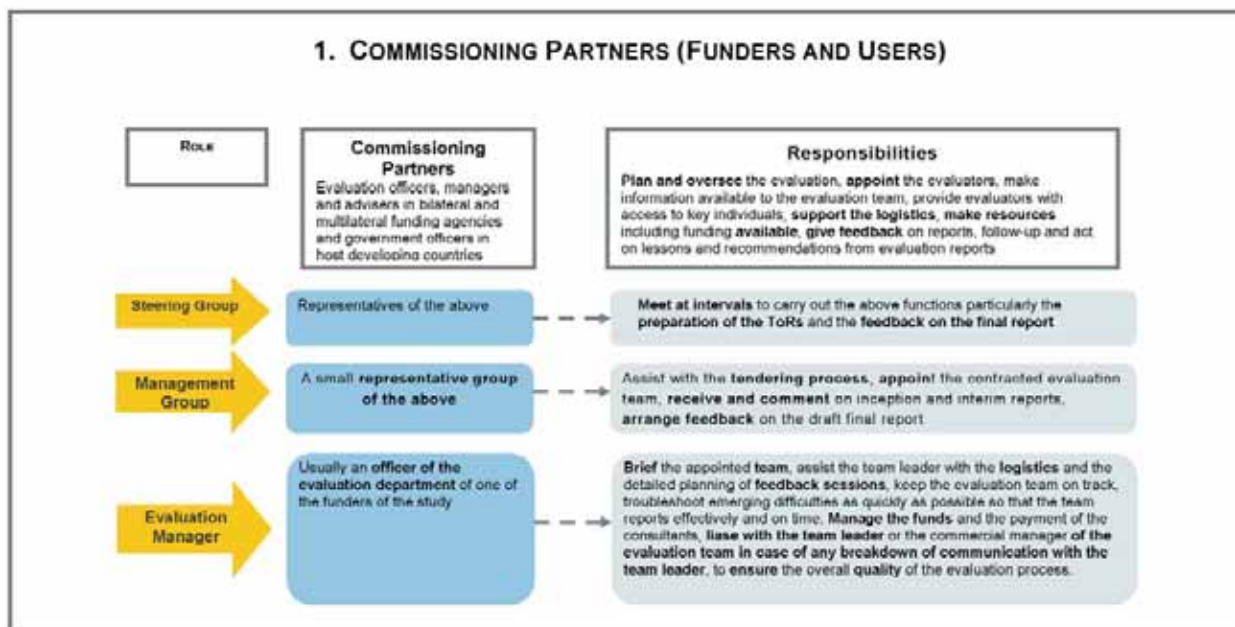 1. COMMISSIONING PARTNERS (FUNDERS AND USERS)
ROLE
Commissioning
Partners
Evaluation officers, managers
and advisers in bilateral and
multilateral funding agencies
and government officers in
host developing countries
Responsibilities
Plan and oversee the evaluation, appoint the evaluators, make
information available to the evaluation team, provide evaluators with
access to key individuals, support the logistics, make resources
including funding available, give feedback on reports, follow-up and act
on lessons and recommendations from evaluation reports
Steering Group
Representatives of the above
Meet at intervals to carry out the above functions particularly the
preparation of the ToRs and the feedback on the final report
Management
Group
A small representative group
of the above
Assist with the tendering process, appoint the contracted evaluation
team, receive and comment on inception and interim reports,
arrange feedback on the draft final report
Evaluation
Manager
Usually an officer of the
evaluation department of one of
the funders of the study
Brief the appointed team, assist the team leader with the logistics and the
detailed planning of feedback sessions, keep the evaluation team on track,
troubleshoot emerging difficulties as quickly as possible so that the team
reports effectively and on time, Manage the funds and the payment of the
consultants, liase with the team leader or the commercial manager of the
evaluation team in case of any breakdown of communication with the
team leader, to ensure the overall quality of the evaluation process.